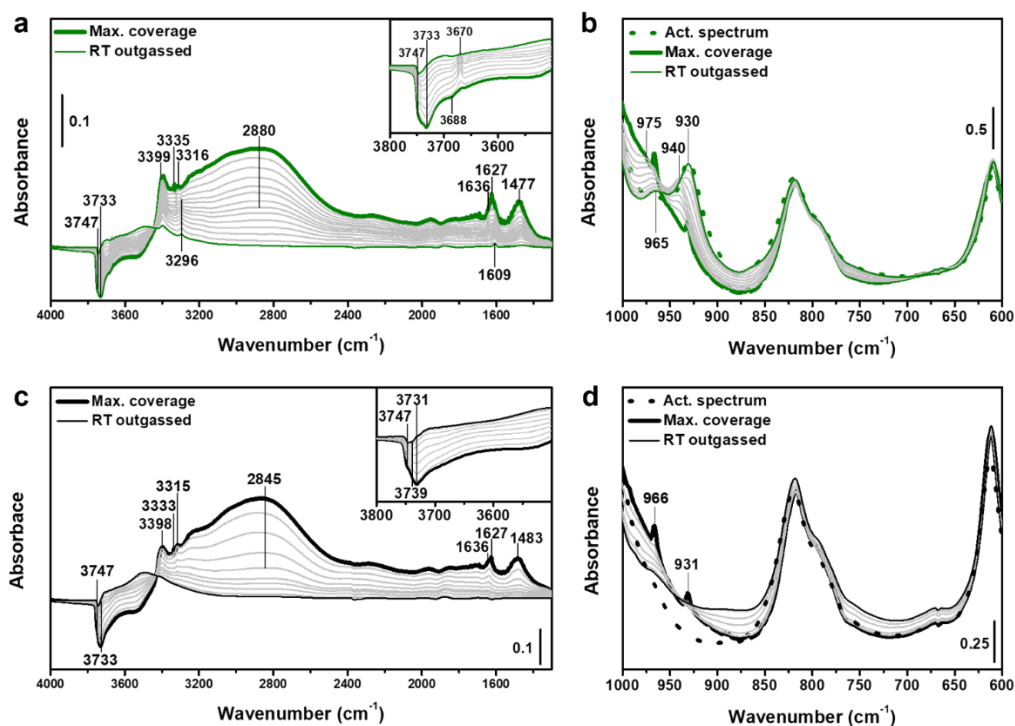 a
Max. coverage
RT outgassed
0.1
3747
3733
3670
3688
3800 3700 3600
3335
3399
3316
2880
1627
1636
1477
3733
3747
3296
1609
Absorbance
4000 3600 3200 2800 2400 2000 1600
Wavenumber (cm⁻¹)
b
Act. spectrum
Max. coverage
RT outgassed
0.5
975
930
940
965
Absorbance
1000 950 900 850 800 750 700 650 600
Wavenumber (cm⁻¹)
c
Max. coverage
RT outgassed
3731
3747
3739
3800 3700 3600
3315
3333
3398
2845
1627
1636
1483
3747
3733
0.1
Absorbace
4000 3600 3200 2800 2400 2000 1600
Wavenumber (cm⁻¹)
d
Act. spectrum
Max. coverage
RT outgassed
966
931
0.25
Absorbance
1000 950 900 850 800 750 700 650 600
Wavenumber (cm⁻¹)